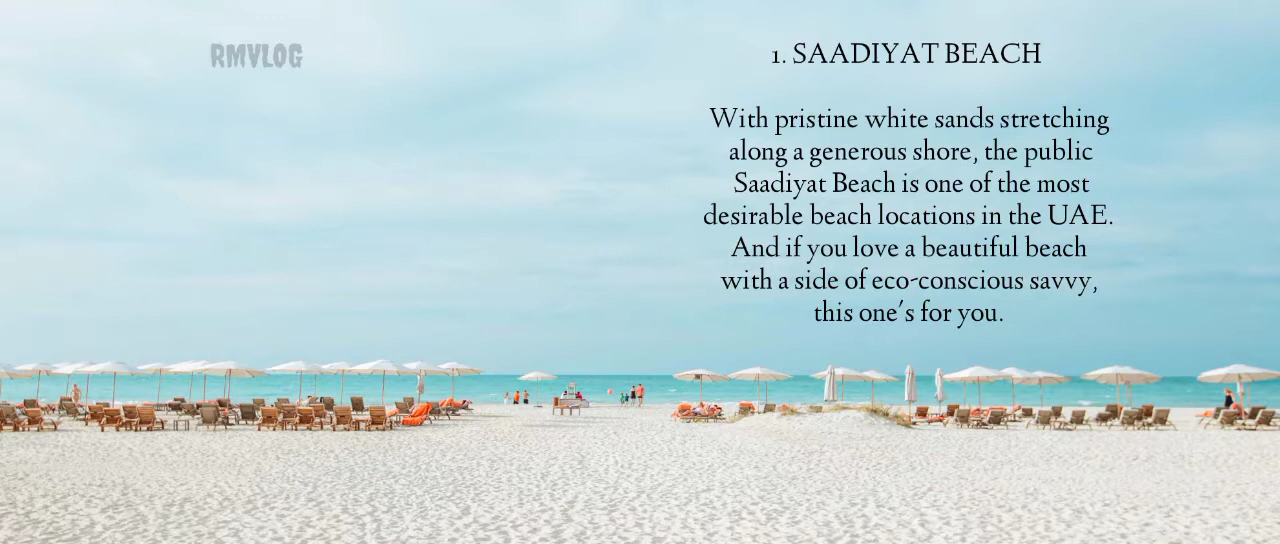 RMVLOG
1. SAADIYAT BEACH
With pristine white sands stretching
along a generous shore, the public
Saadiyat Beach is one of the most
desirable beach locations in the UAE.
And if you love a beautiful beach
with a side of eco-conscious savvy,
this one's for you.